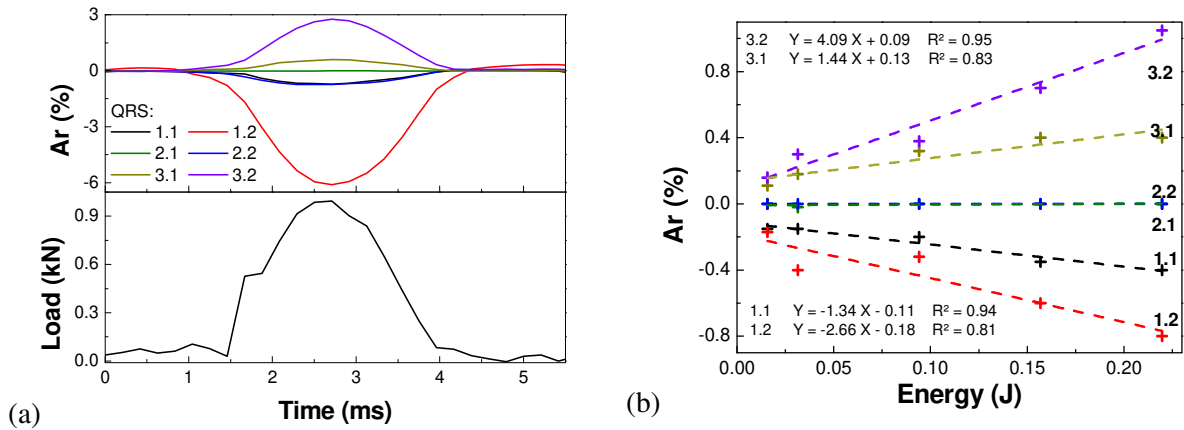 3
0
-3
-6
Ar (%)
QRS:
1.1 1.2
2.1 2.2
3.1 3.2
0.9
0.6
0.3
0.0
Load (kN)
0 1 2 3 4 5
Time (ms)
(a)
3.2 Y = 4.09 X + 0.09 R² = 0.95
3.1 Y = 1.44 X + 0.13 R² = 0.83
0.8
0.4
0.0
-0.4
-0.8
Ar (%)
3.2
3.1
2.2
2.1
1.1
1.2
1.1 Y = -1.34 X - 0.11 R² = 0.94
1.2 Y = -2.66 X - 0.18 R² = 0.81
0.00 0.05 0.10 0.15 0.20
Energy (J)
(b)